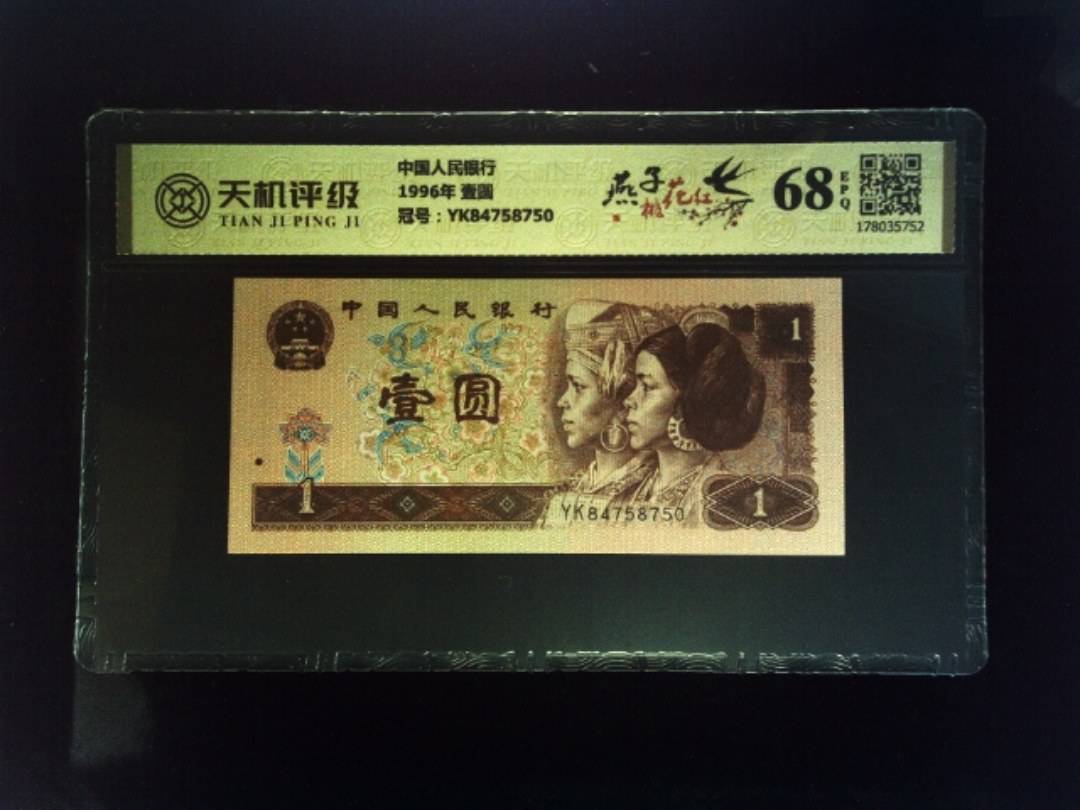 天机评级
TIAN JI PING JI
中国人民银行
1996年 壹圆
冠号：YK84758750
燕子
桃花红
68
EPQ
178035752
中国人民银行
壹圆
1
1
YK84758750
1